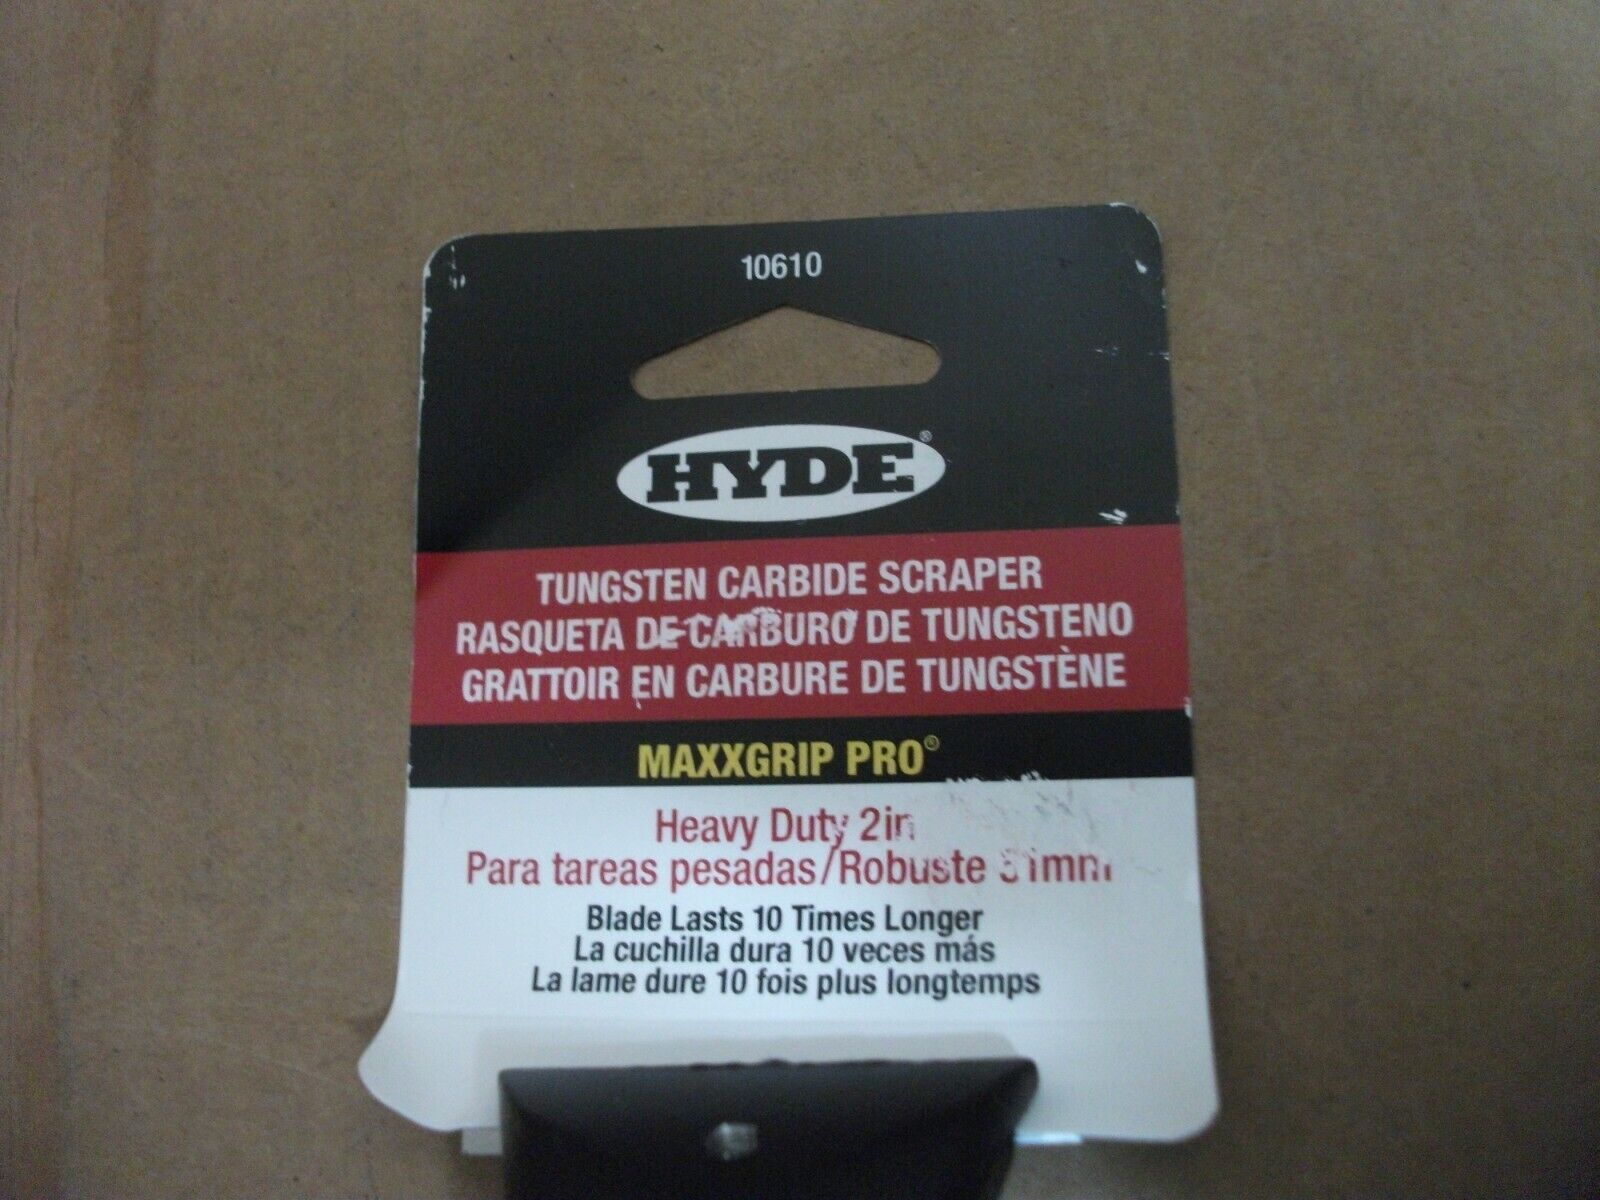 10610
HYDE®
TUNGSTEN CARBIDE SCRAPER
RASQUETA DE CARBURO DE TUNGSTENO
GRATTOIR EN CARBURE DE TUNGSTÈNE
MAXXGRIP PRO®
Heavy Duty 2in
Para tareas pesadas/Robuste 51mm
Blade Lasts 10 Times Longer
La cuchilla dura 10 veces más
La lame dure 10 fois plus longtemps